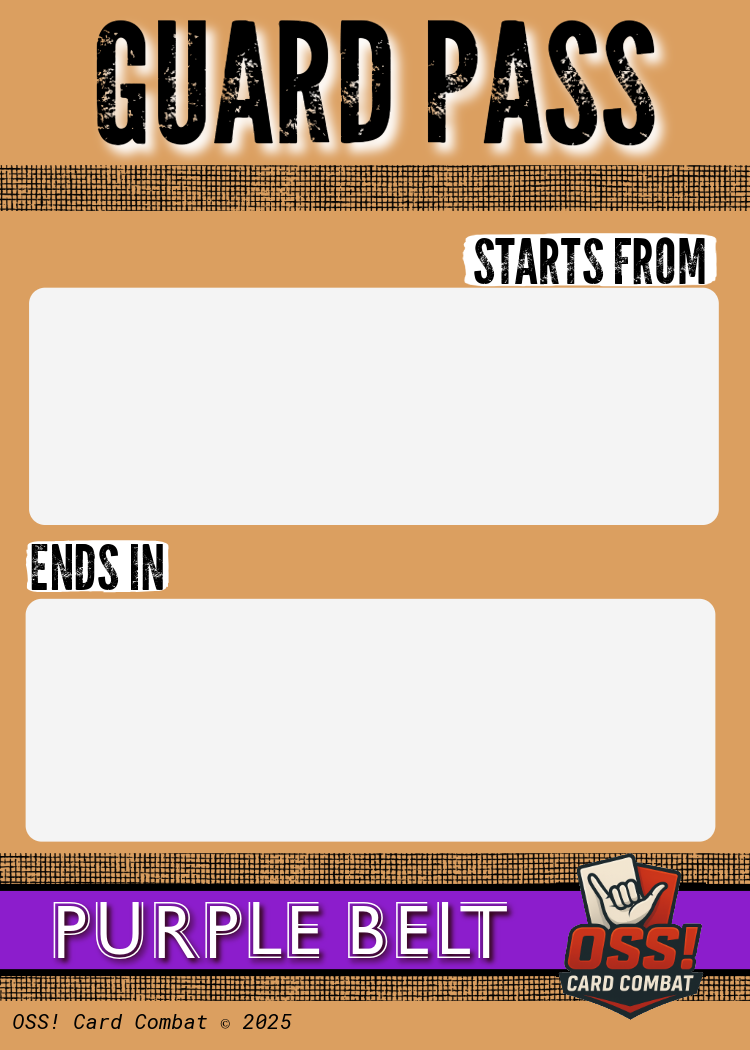 GUARD PASS
STARTS FROM
ENDS IN
PURPLE BELT
OSS!
CARD COMBAT
OSS! Card Combat © 2025